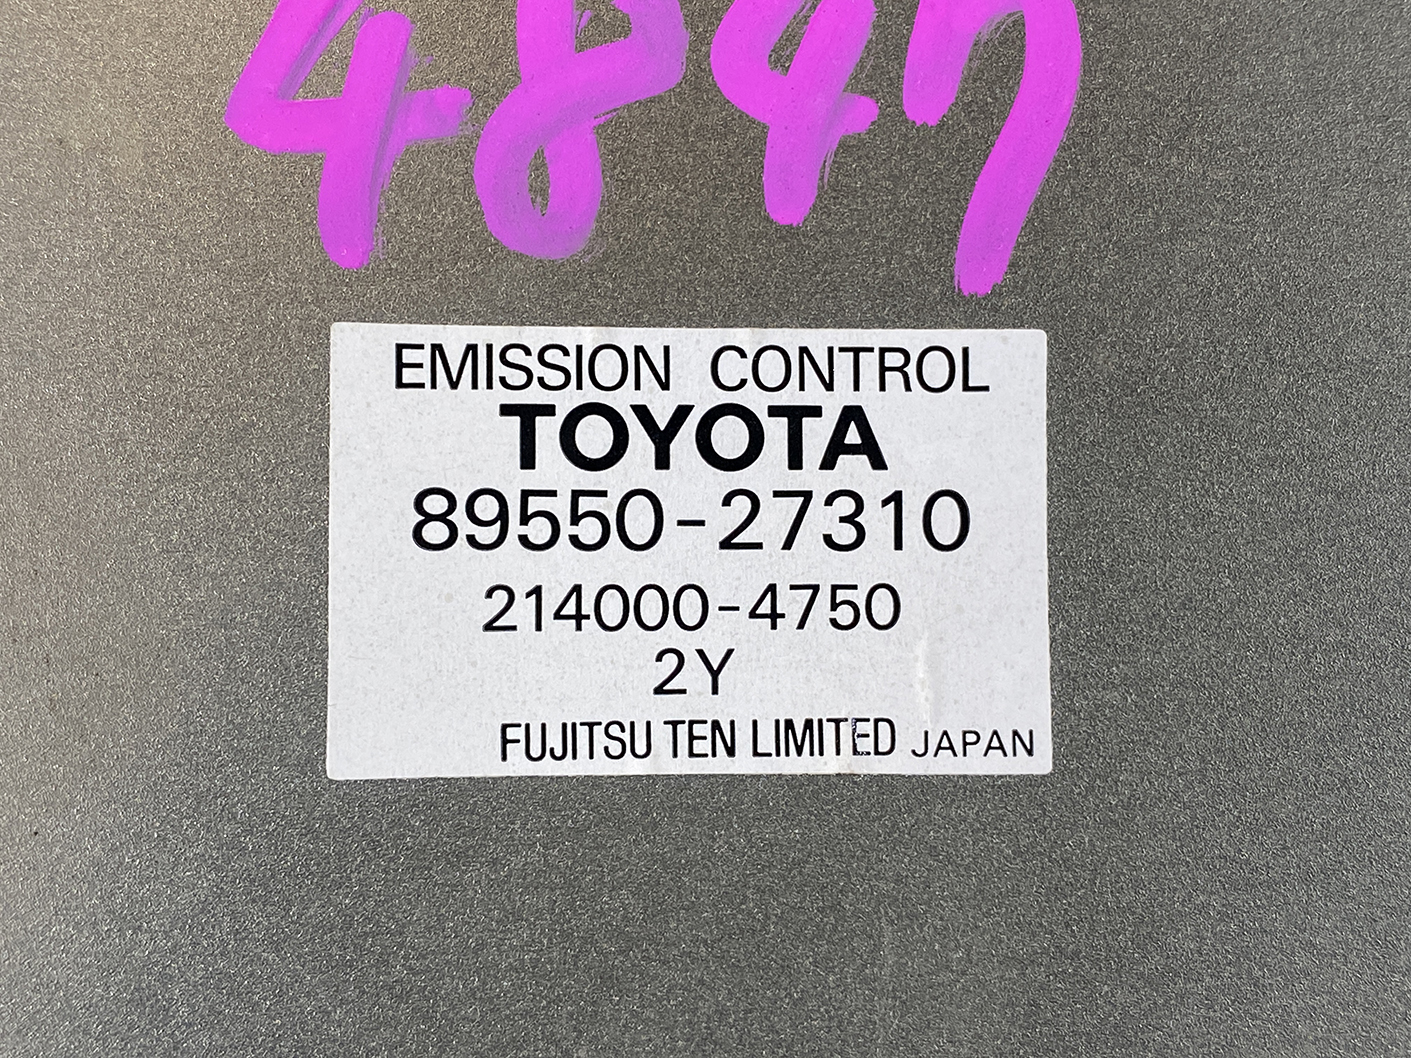 4847
EMISSION CONTROL
TOYOTA
89550-27310
214000-4750
2Y
FUJITSU TEN LIMITED JAPAN